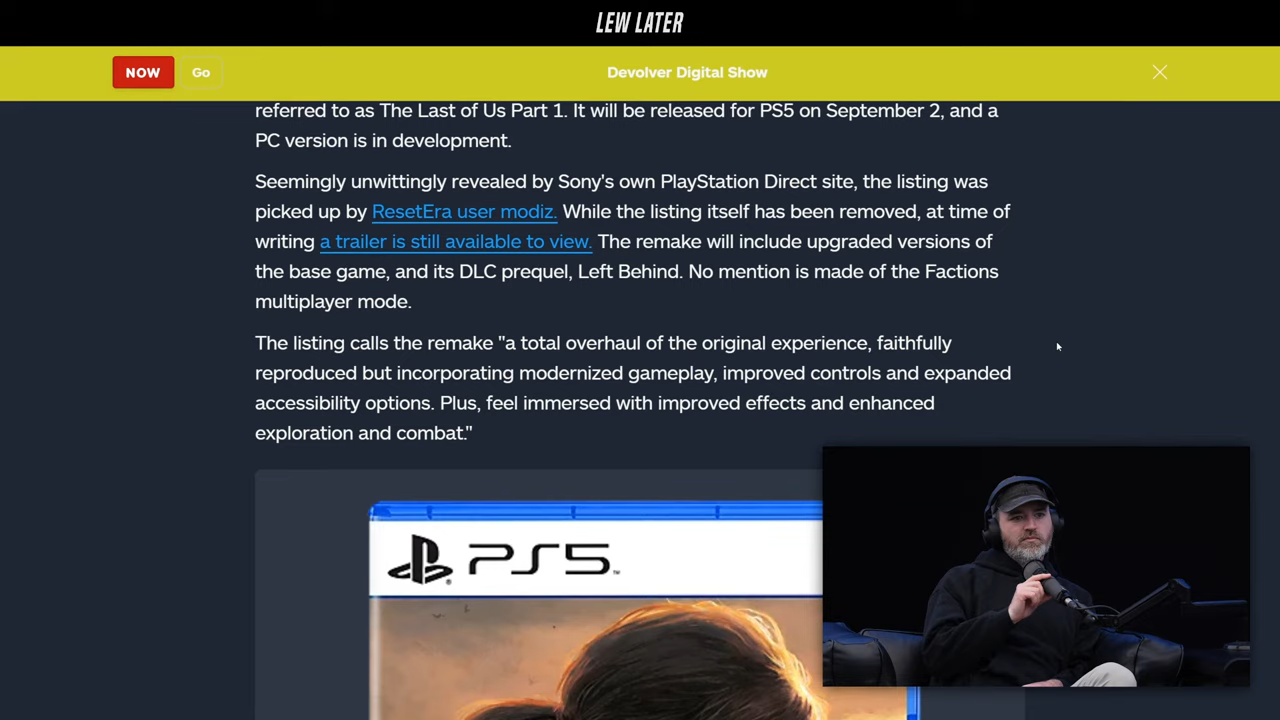 LEW LATER
NOW Go Devolver Digital Show
referred to as The Last of Us Part 1. It will be released for PS5 on September 2, and a
PC version is in development.
Seemingly unwittingly revealed by Sony's own PlayStation Direct site, the listing was
picked up by ResetEra user modiz. While the listing itself has been removed, at time of
writing a trailer is still available to view. The remake will include upgraded versions of
the base game, and its DLC prequel, Left Behind. No mention is made of the Factions
multiplayer mode.
The listing calls the remake "a total overhaul of the original experience, faithfully
reproduced but incorporating modernized gameplay, improved controls and expanded
accessibility options. Plus, feel immersed with improved effects and enhanced
exploration and combat."
PS5